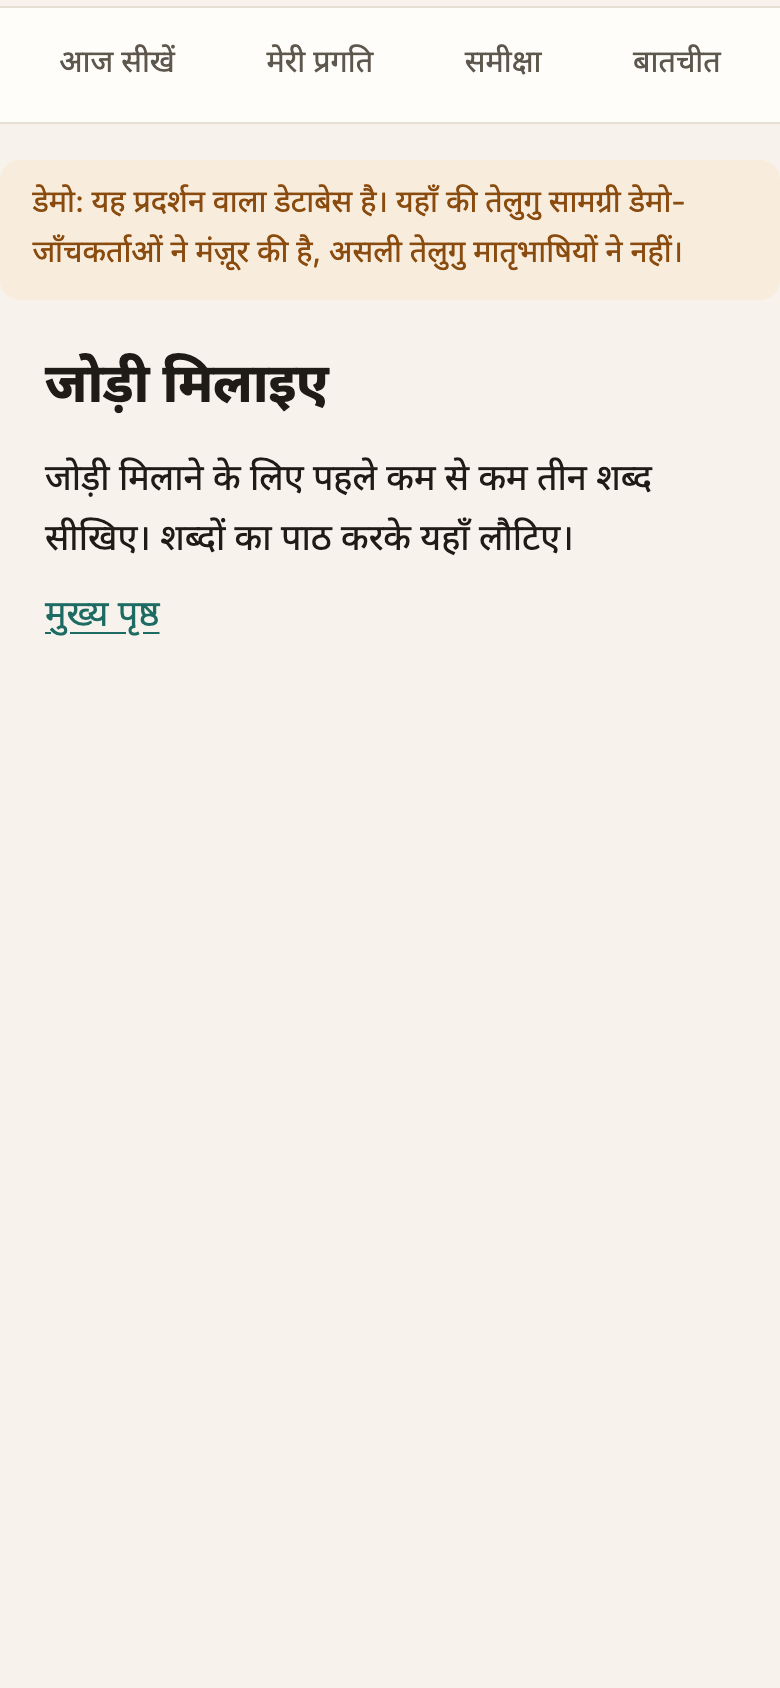 आज सीखें मेरी प्रगति समीक्षा बातचीत
डेमो: यह प्रदर्शन वाला डेटाबेस है। यहाँ की तेलुगु सामग्री डेमो-
जाँचकर्ताओं ने मंज़ूर की है, असली तेलुगु मातृभाषियों ने नहीं।
जोड़ी मिलाइए
जोड़ी मिलाने के लिए पहले कम से कम तीन शब्द
सीखिए। शब्दों का पाठ करके यहाँ लौटिए।
मुख्य पृष्ठ